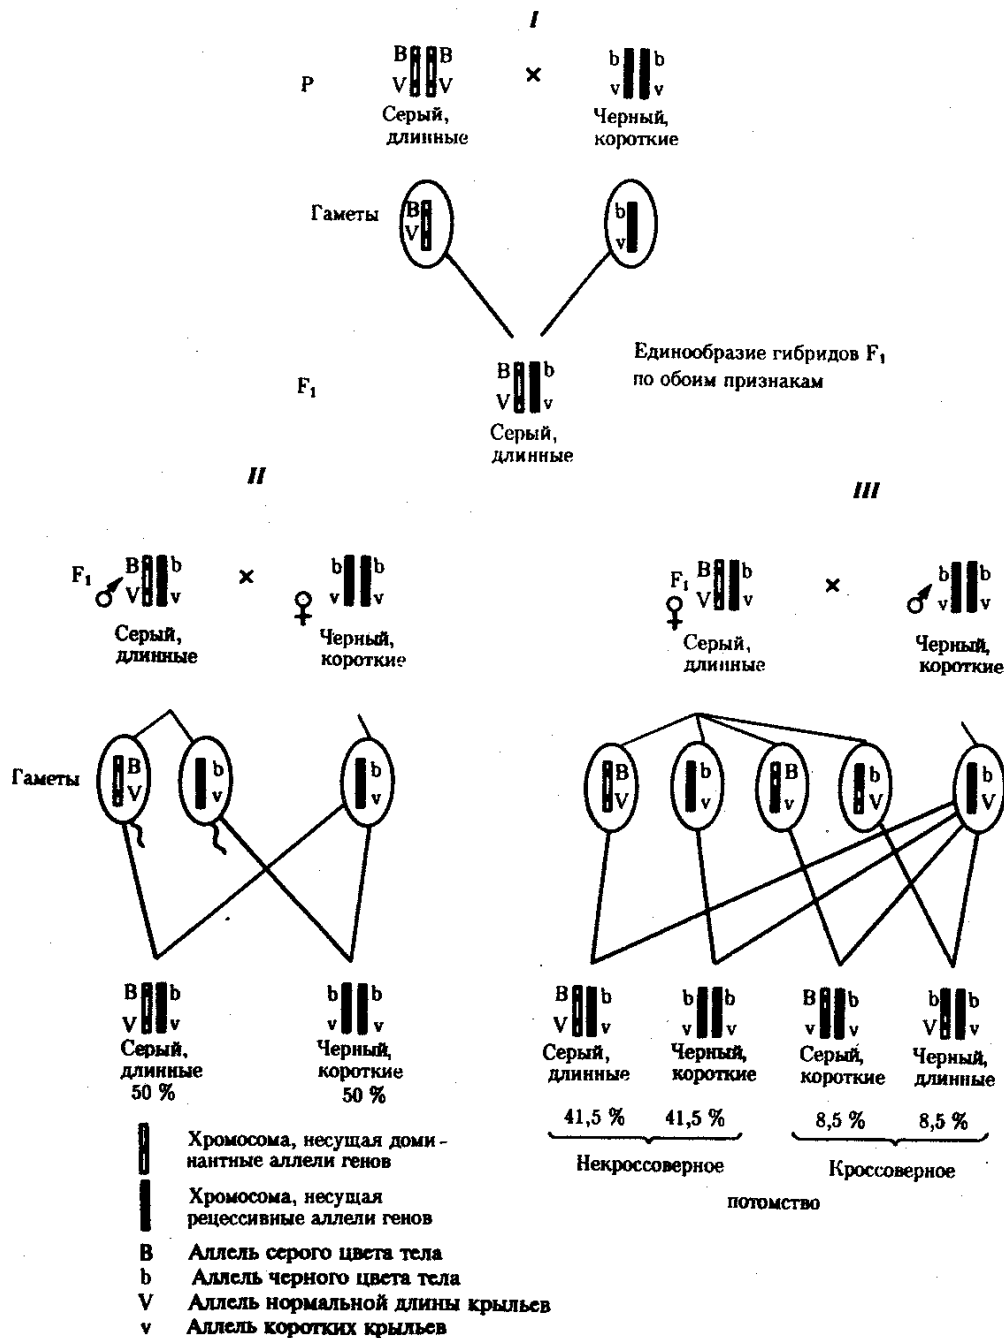 I
P
B B
V V
×
b b
v v
Серый,
длинные
Черный,
короткие
Гаметы
B
V
b
v
F₁
B b
V v
Серый,
длинные
Единообразие гибридов F₁
по обоим признакам
II
F₁ ♂ B b
V v
×
♀ b b
v v
Серый,
длинные
Черный,
короткие
Гаметы
B
V
b
v
b
v
B b
V v
Серый,
длинные
50 %
b b
v v
Черный,
короткие
50 %
III
F₁ ♀ B b
V v
×
♂ b b
v v
Серый,
длинные
Черный,
короткие
B
V
b
v
B
v
b
V
b
V
B b
V v
Серый,
длинные
b b
v v
Черный,
короткие
B b
v v
Серый,
короткие
b b
V v
Черный,
длинные
41,5 % 41,5 % 8,5 % 8,5 %
Некроссоверное Кроссоверное
потомство
Хромосома, несущая доми-
нантные аллели генов
Хромосома, несущая
рецессивные аллели генов
B Аллель серого цвета тела
b Аллель черного цвета тела
V Аллель нормальной длины крыльев
v Аллель коротких крыльев